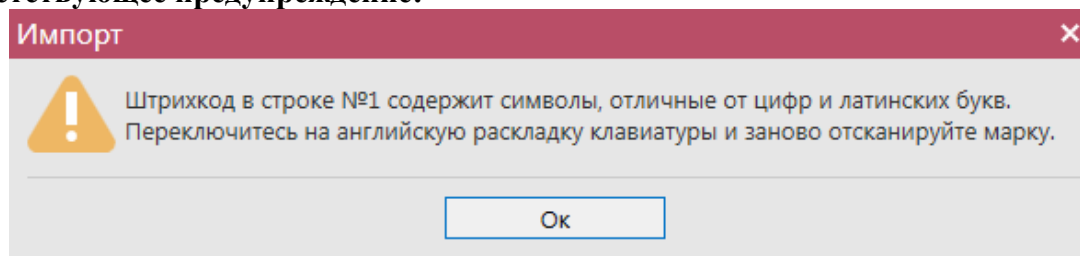 предупреждение:
Импорт
Штрихкод в строке №1 содержит символы, отличные от цифр и латинских букв.
Переключитесь на английскую раскладку клавиатуры и заново отсканируйте марку.
Ок